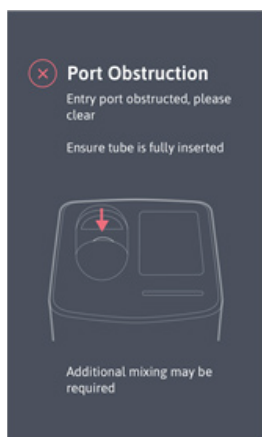 Port Obstruction
Entry port obstructed, please
clear
Ensure tube is fully inserted
Additional mixing may be
required